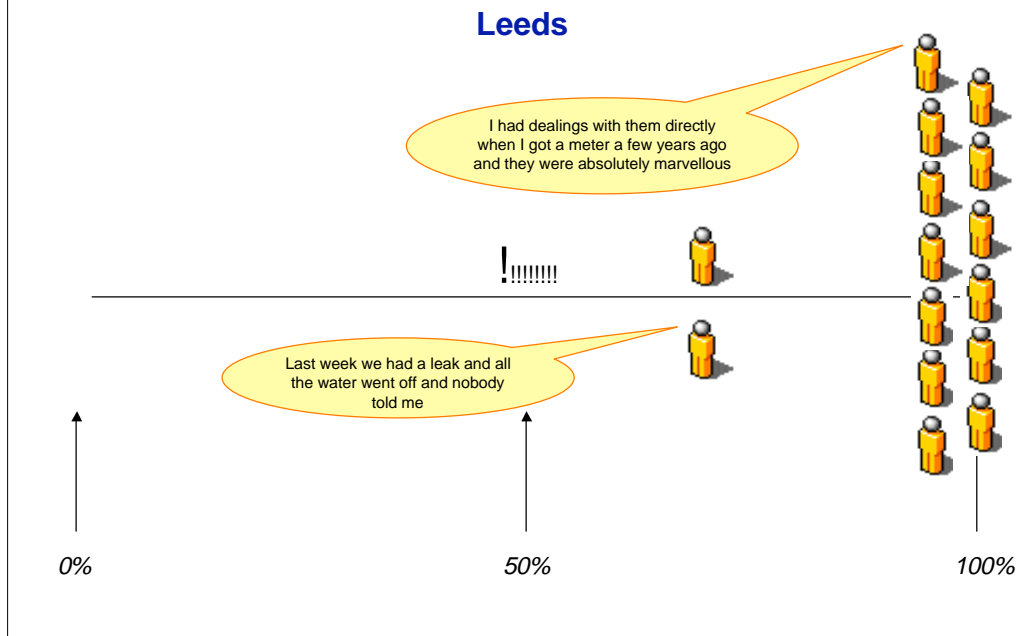 Leeds
I had dealings with them directly
when I got a meter a few years ago
and they were absolutely marvellous
!!!!!!!!!
Last week we had a leak and all
the water went off and nobody
told me
0%
50%
100%